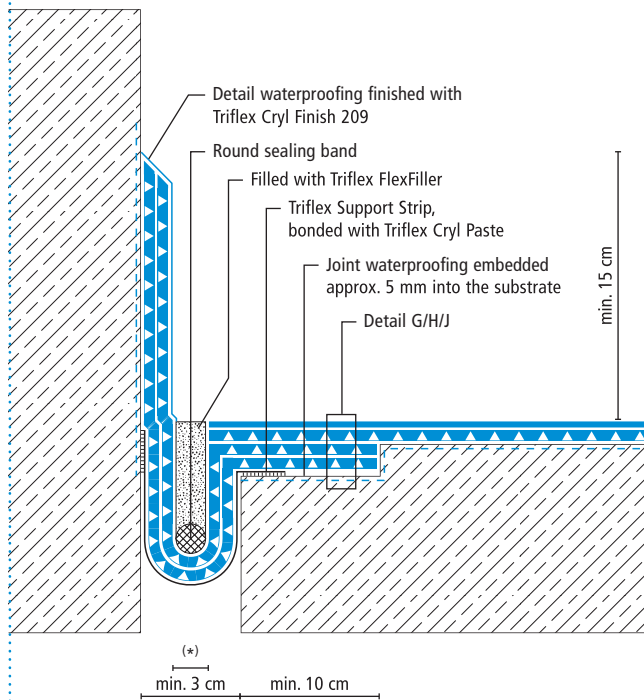 Detail waterproofing finished with
Triflex Cryl Finish 209
Round sealing band
Filled with Triflex FlexFiller
Triflex Support Strip,
bonded with Triflex Cryl Paste
Joint waterproofing embedded
approx. 5 mm into the substrate
Detail G/H/J
min. 15 cm
(*)
min. 3 cm
min. 10 cm